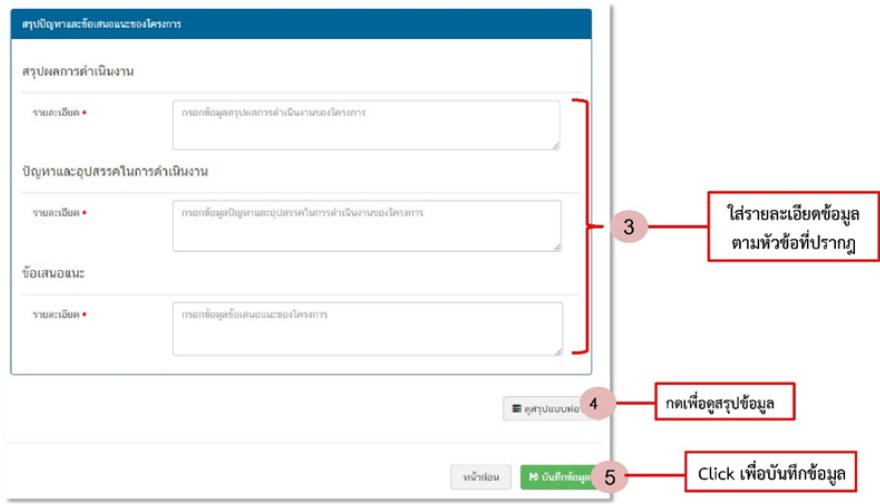 สรุปปัญหาและข้อเสนอแนะของโครงการ
สรุปผลการดำเนินงาน
รายละเอียด •
กรอกข้อมูลสรุปผลการดำเนินงานของโครงการ
ปัญหาและอุปสรรคในการดำเนินงาน
รายละเอียด •
กรอกข้อมูลปัญหาและอุปสรรคในการดำเนินงานของโครงการ
3
ใส่รายละเอียดข้อมูล
ตามหัวข้อที่ปรากฎ
ข้อเสนอแนะ
รายละเอียด •
กรอกข้อมูลข้อเสนอแนะของโครงการ
4
กดเพื่อดูสรุปข้อมูล
หน้าก่อน
บันทึกข้อมูล
5
Click เพื่อบันทึกข้อมูล